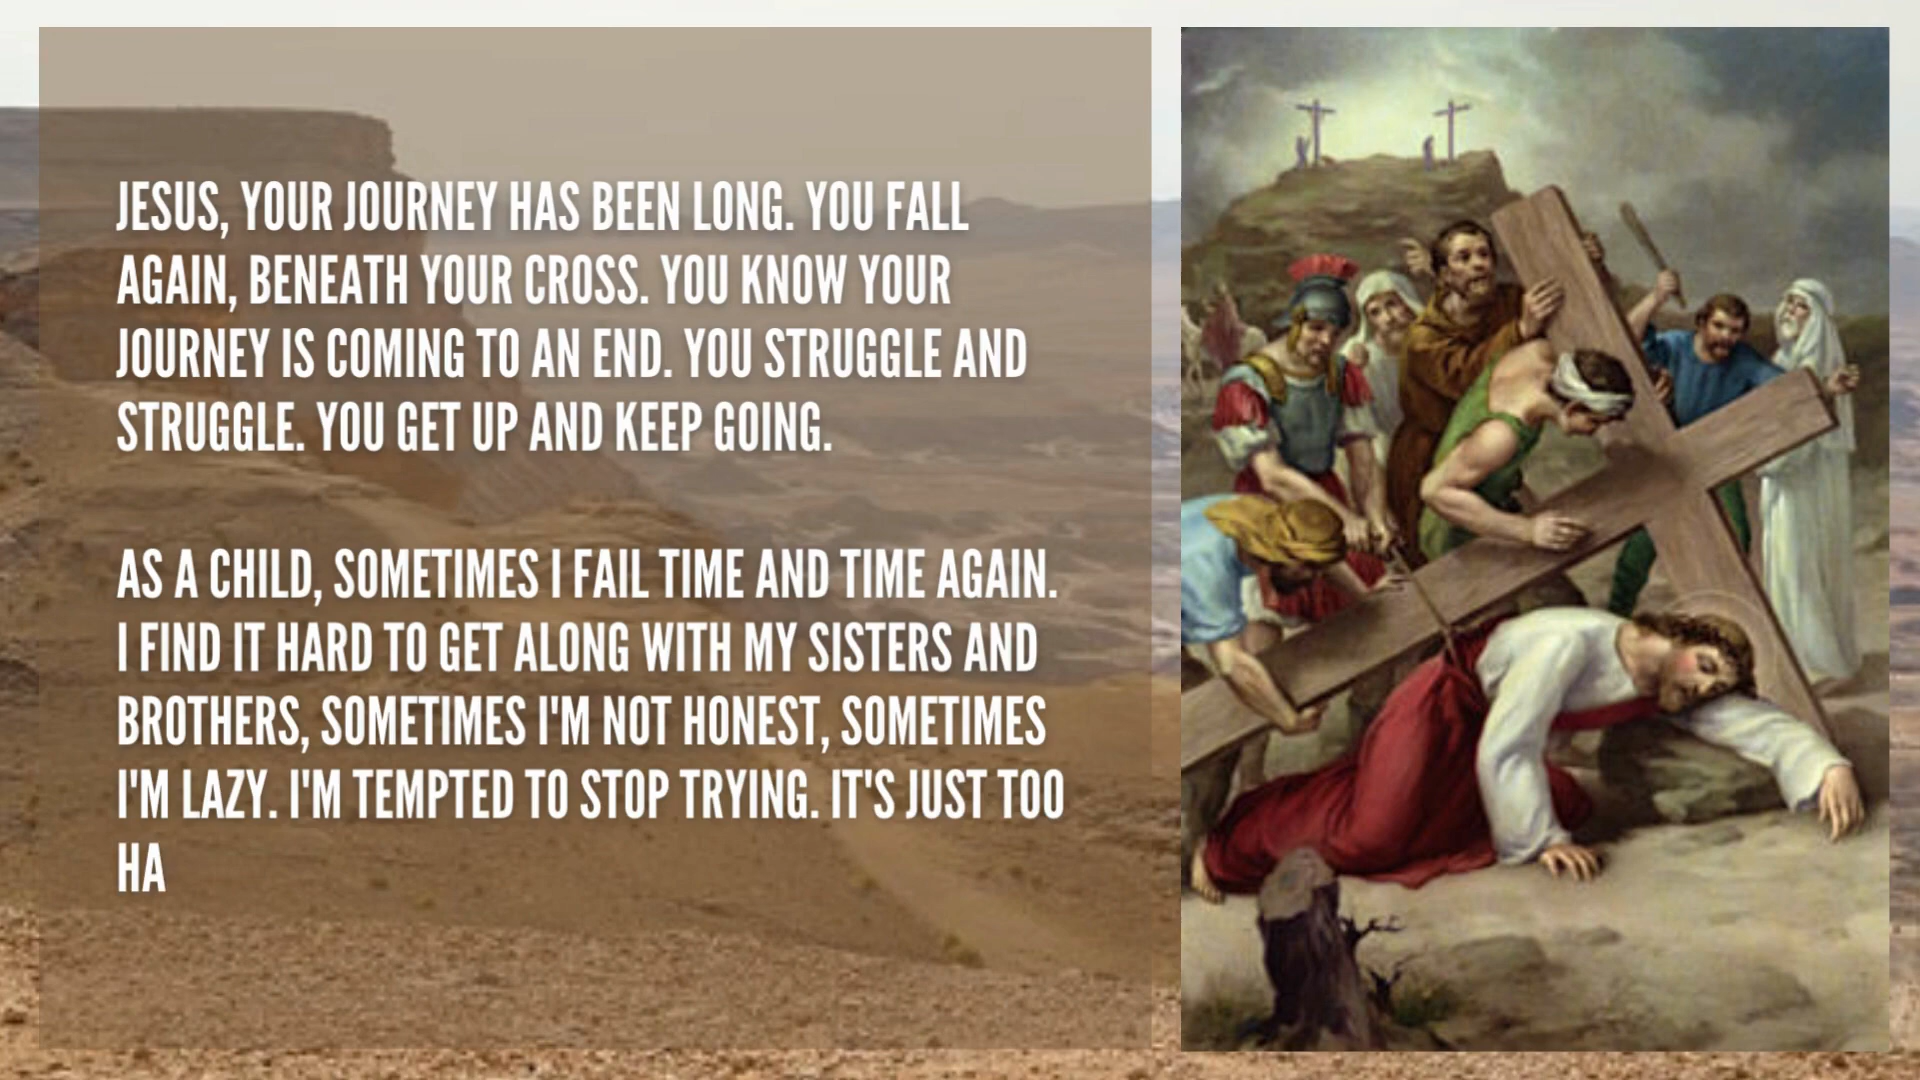 JESUS, YOUR JOURNEY HAS BEEN LONG. YOU FALL
AGAIN, BENEATH YOUR CROSS. YOU KNOW YOUR
JOURNEY IS COMING TO AN END. YOU STRUGGLE AND
STRUGGLE. YOU GET UP AND KEEP GOING.
AS A CHILD, SOMETIMES I FAIL TIME AND TIME AGAIN.
I FIND IT HARD TO GET ALONG WITH MY SISTERS AND
BROTHERS, SOMETIMES I'M NOT HONEST, SOMETIMES
I'M LAZY. I'M TEMPTED TO STOP TRYING. IT'S JUST TOO
HA